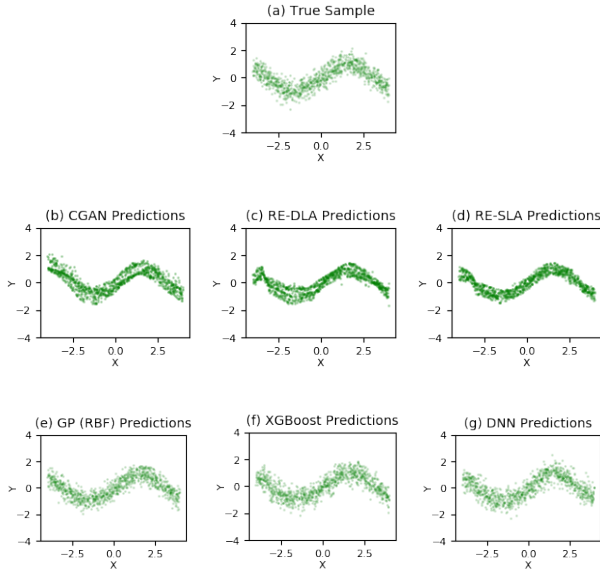 (a) True Sample
4
2
0
−2
−4
Y
−2.5 0.0 2.5
X
(b) CGAN Predictions (c) RE-DLA Predictions (d) RE-SLA Predictions
4 4 4
2 2 2
0 0 0
−2 −2 −2
−4 −4 −4
Y Y Y
−2.5 0.0 2.5 −2.5 0.0 2.5 −2.5 0.0 2.5
X X X
(e) GP (RBF) Predictions (f) XGBoost Predictions (g) DNN Predictions
4 4 4
2 2 2
0 0 0
−2 −2 −2
−4 −4 −4
Y Y Y
−2.5 0.0 2.5 −2.5 0.0 2.5 −2.5 0.0 2.5
X X X